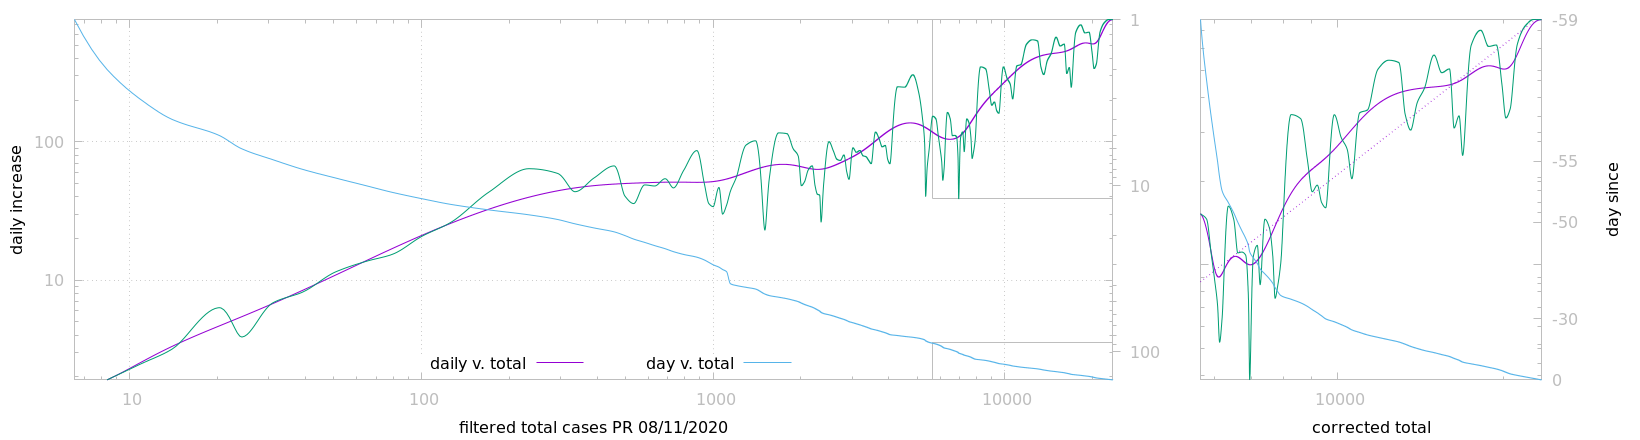 1
-59
100
daily increase
10
-55
-50
day since
10
-30
daily v. total
day v. total
100
0
10
100
1000
10000
10000
filtered total cases PR 08/11/2020
corrected total